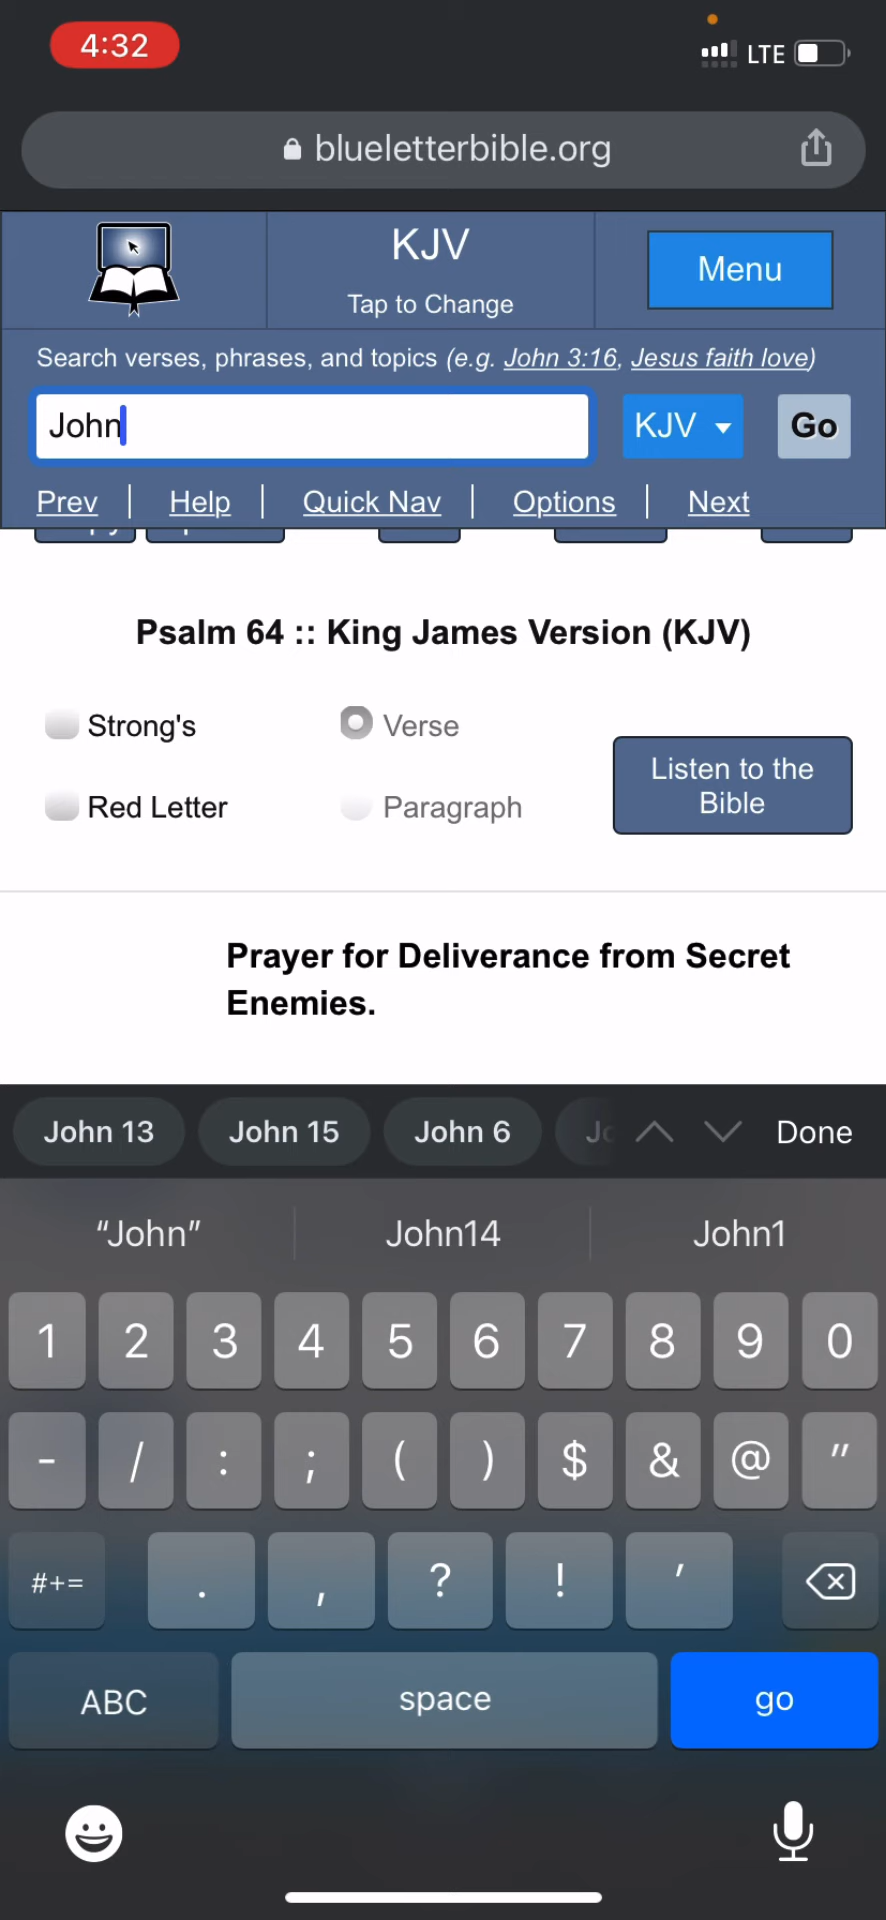 4:32
LTE
blueletterbible.org
KJV
Tap to Change
Menu
Search verses, phrases, and topics (e.g. John 3:16, Jesus faith love)
John
KJV
Go
Prev | Help | Quick Nav | Options | Next
Psalm 64 :: King James Version (KJV)
Strong's
Verse
Listen to the
Bible
Red Letter
Paragraph
Prayer for Deliverance from Secret
Enemies.
John 13 John 15 John 6 Done
“John” John14 John1
1 2 3 4 5 6 7 8 9 0
- / : ; ( ) $ & @ "
#+= . , ? ! '
ABC space go